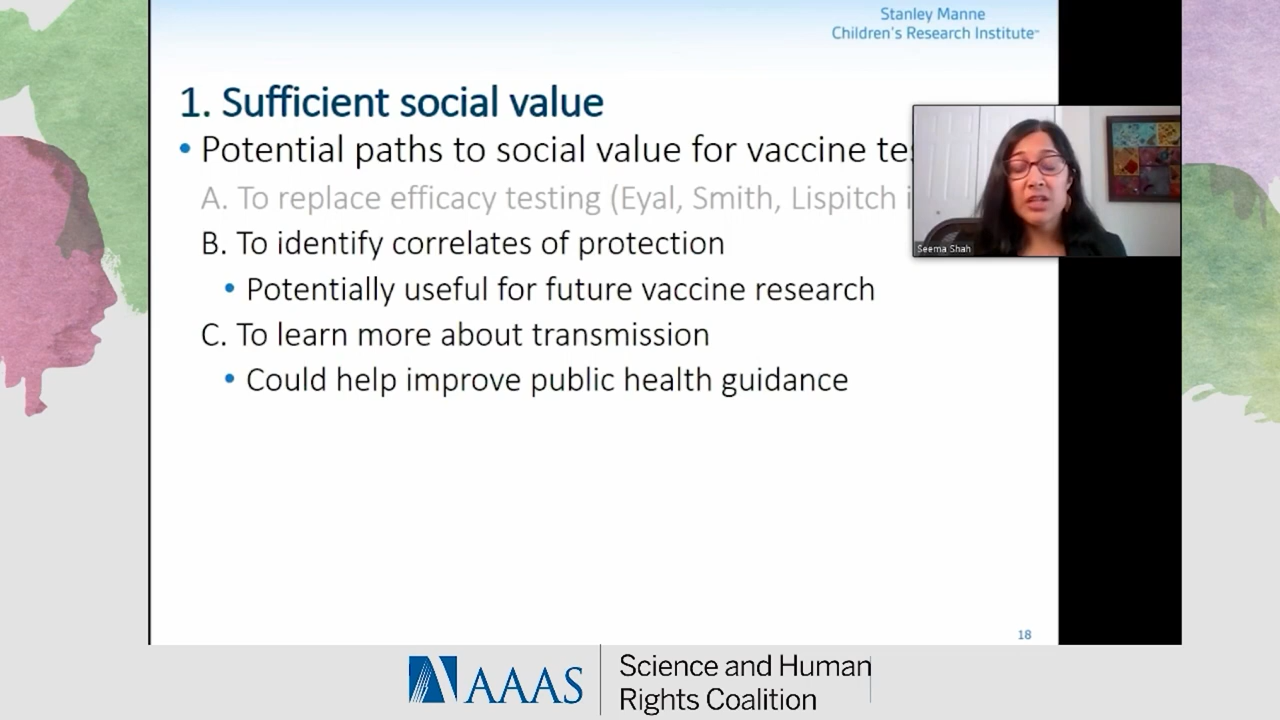 Stanley Manne
Children's Research Institute℠
1. Sufficient social value
• Potential paths to social value for vaccine
A. To replace efficacy testing (Eyal, Smith, Lispitch
B. To identify correlates of protection
• Potentially useful for future vaccine research
C. To learn more about transmission
• Could help improve public health guidance
Seema Shah
18
AAAS
Science and Human
Rights Coalition